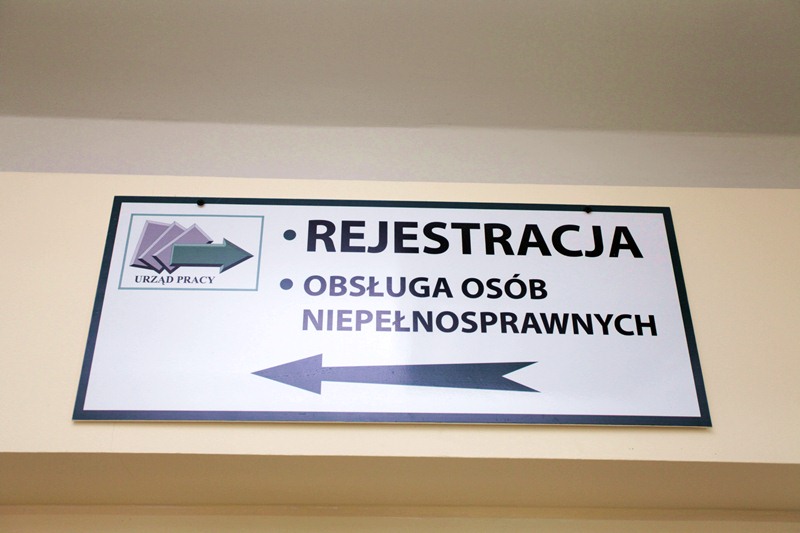 URZĄD PRACY
• REJESTRACJA
• OBSŁUGA OSÓB
NIEPEŁNOSPRAWNYCH